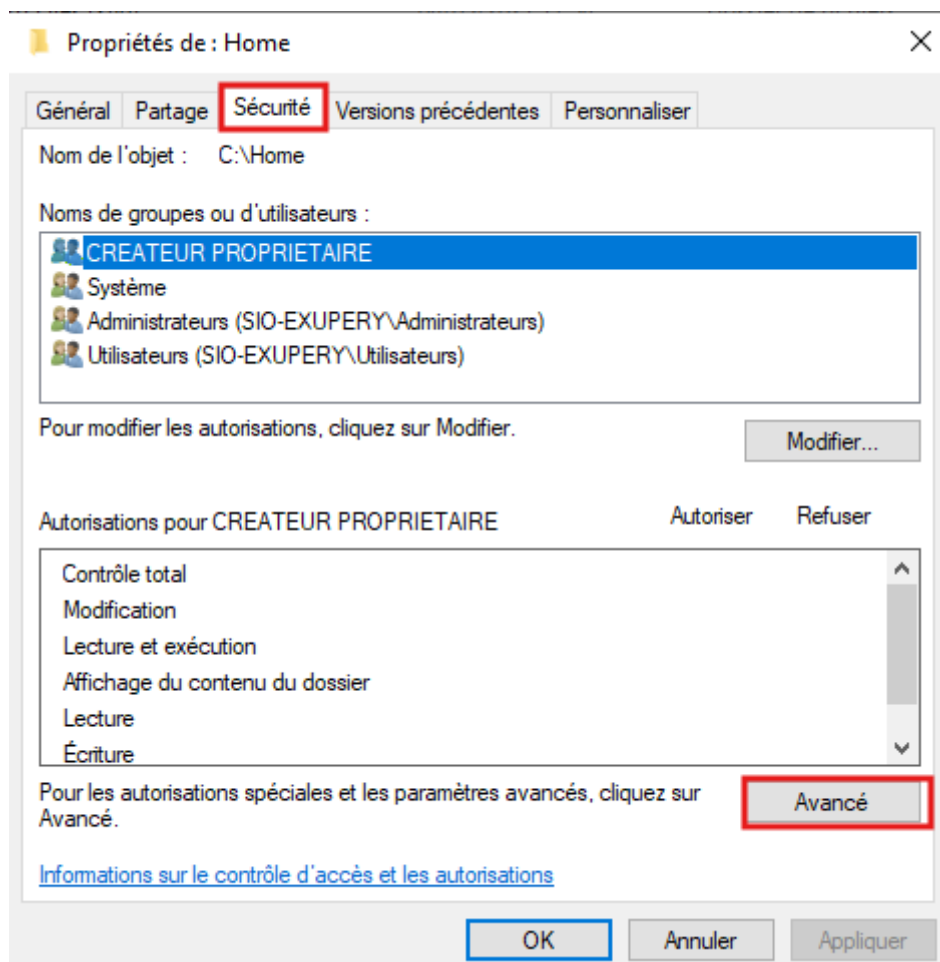 Propriétés de : Home
Général Partage Sécurité Versions précédentes Personnaliser
Nom de l'objet : C:\Home
Noms de groupes ou d'utilisateurs :
CREATEUR PROPRIETAIRE
Système
Administrateurs (SIO-EXUPERY\Administrateurs)
Utilisateurs (SIO-EXUPERY\Utilisateurs)
Pour modifier les autorisations, cliquez sur Modifier.
Modifier...
Autorisations pour CREATEUR PROPRIETAIRE Autoriser Refuser
Contrôle total
Modification
Lecture et exécution
Affichage du contenu du dossier
Lecture
Écriture
Pour les autorisations spéciales et les paramètres avancés, cliquez sur
Avancé.
Avancé
Informations sur le contrôle d'accès et les autorisations
OK Annuler Appliquer